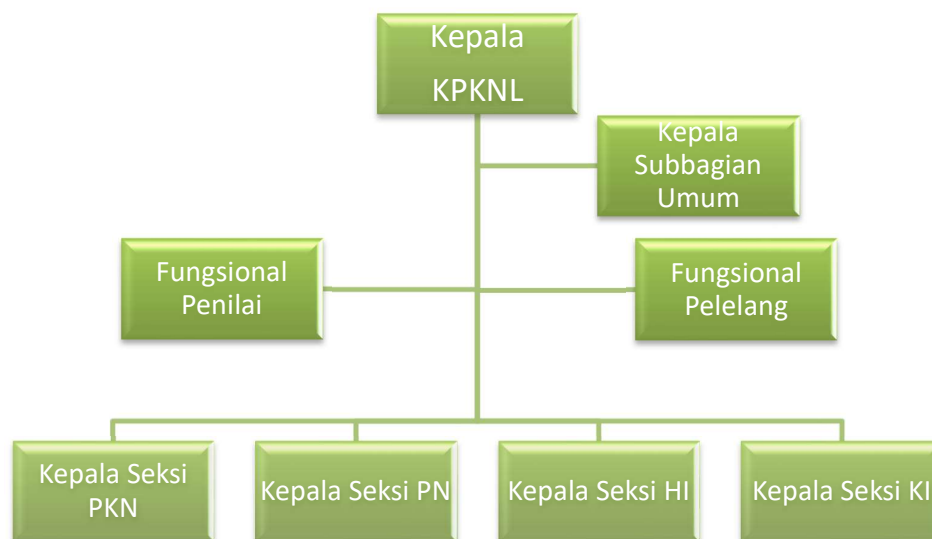 Kepala
KPKNL
Kepala
Subbagian
Umum
Fungsional
Penilai
Fungsional
Pelelang
Kepala Seksi
PKN
Kepala Seksi PN
Kepala Seksi HI
Kepala Seksi KI